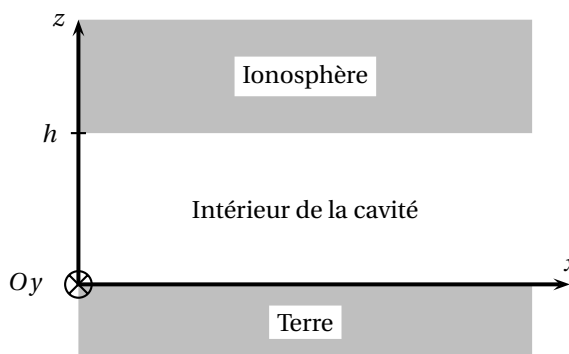 z
Ionosphère
h
Intérieur de la cavité
x
Oy
Terre